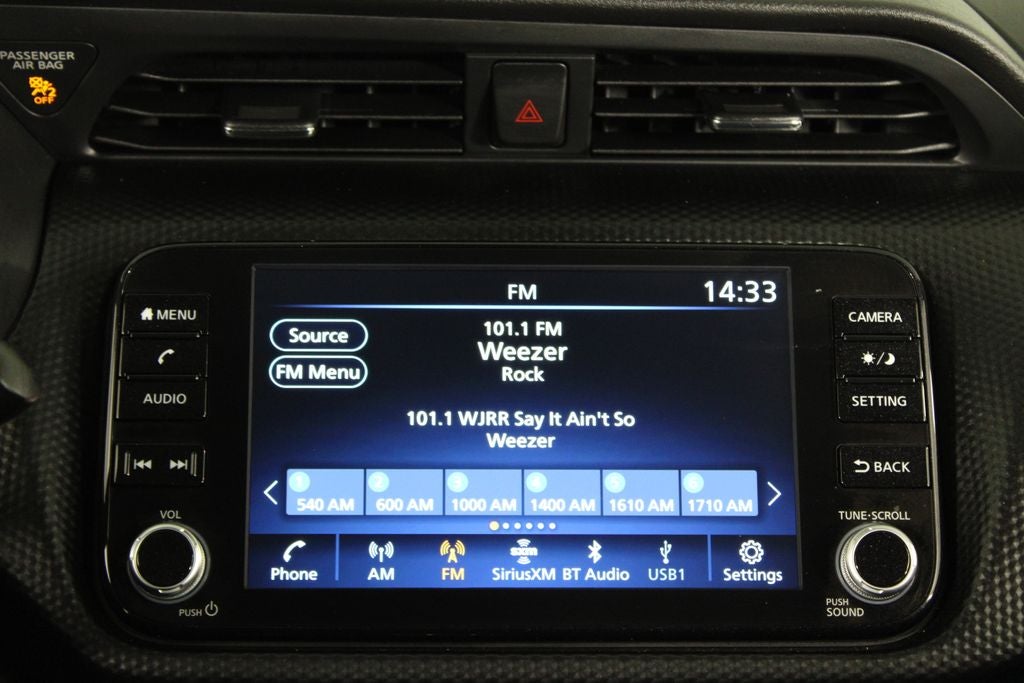 PASSENGER
AIR BAG
2
OFF
FM
14:33
MENU
AUDIO
VOL
PUSH
Source
FM Menu
101.1 FM
Weezer
Rock
101.1 WJRR Say It Ain't So
Weezer
1 2 3 4 5 6
540 AM 600 AM 1000 AM 1400 AM 1610 AM 1710 AM
Phone AM FM SiriusXM BT Audio USB1 Settings
sxm
CAMERA
SETTING
BACK
TUNE·SCROLL
PUSH
SOUND